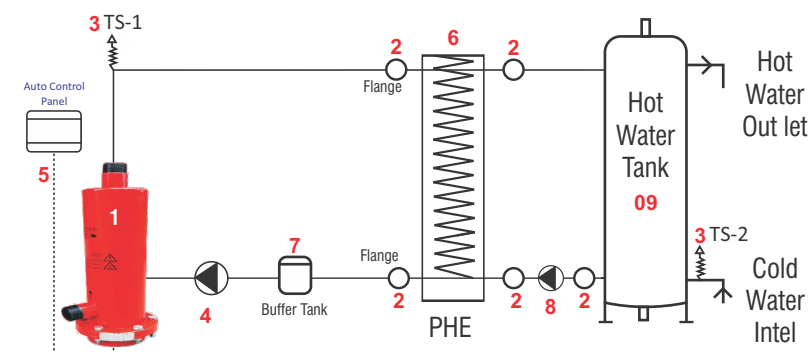 3 TS-1
2
6
2
Flange
Auto Control
Panel
Hot
Water
Out let
Hot
Water
Tank
09
5
1
7
Flange
3 TS-2
4
Buffer Tank
2
PHE
2
8
2
Cold
Water
Intel